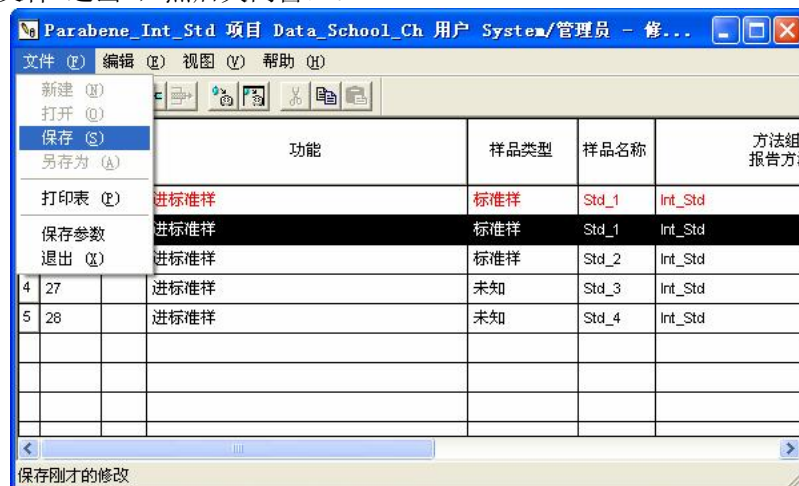 Parabene_Int_Std 项目 Data_School_Ch 用户 System/管理员 - 修...
文件 (F) 编辑 (E) 视图 (V) 帮助 (H)
新建 (N)
打开 (O)
保存 (S)
另存为 (A)
打印表 (P)
保存参数
退出 (X)
功能 样品类型 样品名称 方法组
报告方
进标准样 标准样 Std_1 Int_Std
进标准样 标准样 Std_1 Int_Std
进标准样 标准样 Std_2 Int_Std
4 27 进标准样 未知 Std_3 Int_Std
5 28 进标准样 未知 Std_4 Int_Std
保存刚才的修改